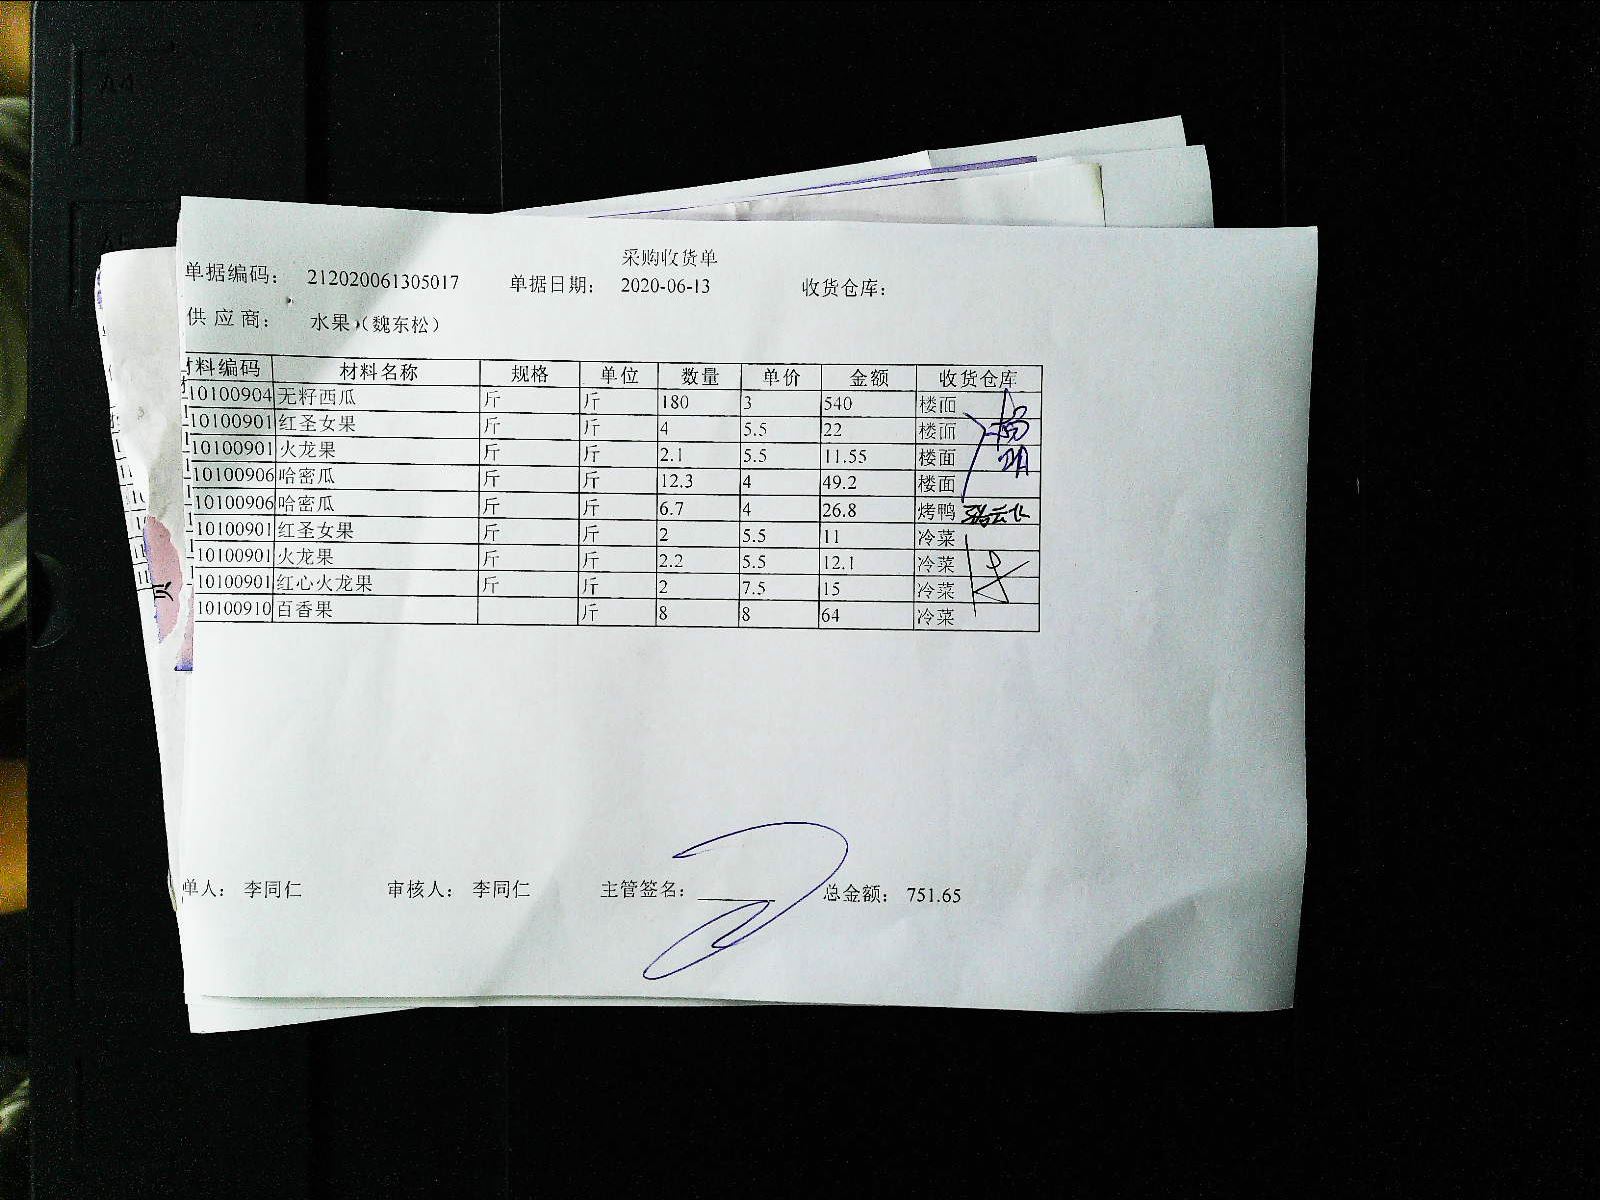 采购收货单
单据编码： 212020061305017 单据日期： 2020-06-13 收货仓库：
供 应 商： 水果（魏东松）
材料编码 材料名称 规格 单位 数量 单价 金额 收货仓库
10100904 无籽西瓜 斤 斤 180 3 540 楼面
10100901 红圣女果 斤 斤 4 5.5 22 楼面
10100901 火龙果 斤 斤 2.1 5.5 11.55 楼面
10100906 哈密瓜 斤 斤 12.3 4 49.2 楼面
10100906 哈密瓜 斤 斤 6.7 4 26.8 烤鸭
10100901 红圣女果 斤 斤 2 5.5 11 冷菜
10100901 火龙果 斤 斤 2.2 5.5 12.1 冷菜
10100901 红心火龙果 斤 斤 2 7.5 15 冷菜
10100910 百香果 斤 8 8 64 冷菜
单人： 李同仁 审核人： 李同仁 主管签名： 总金额： 751.65